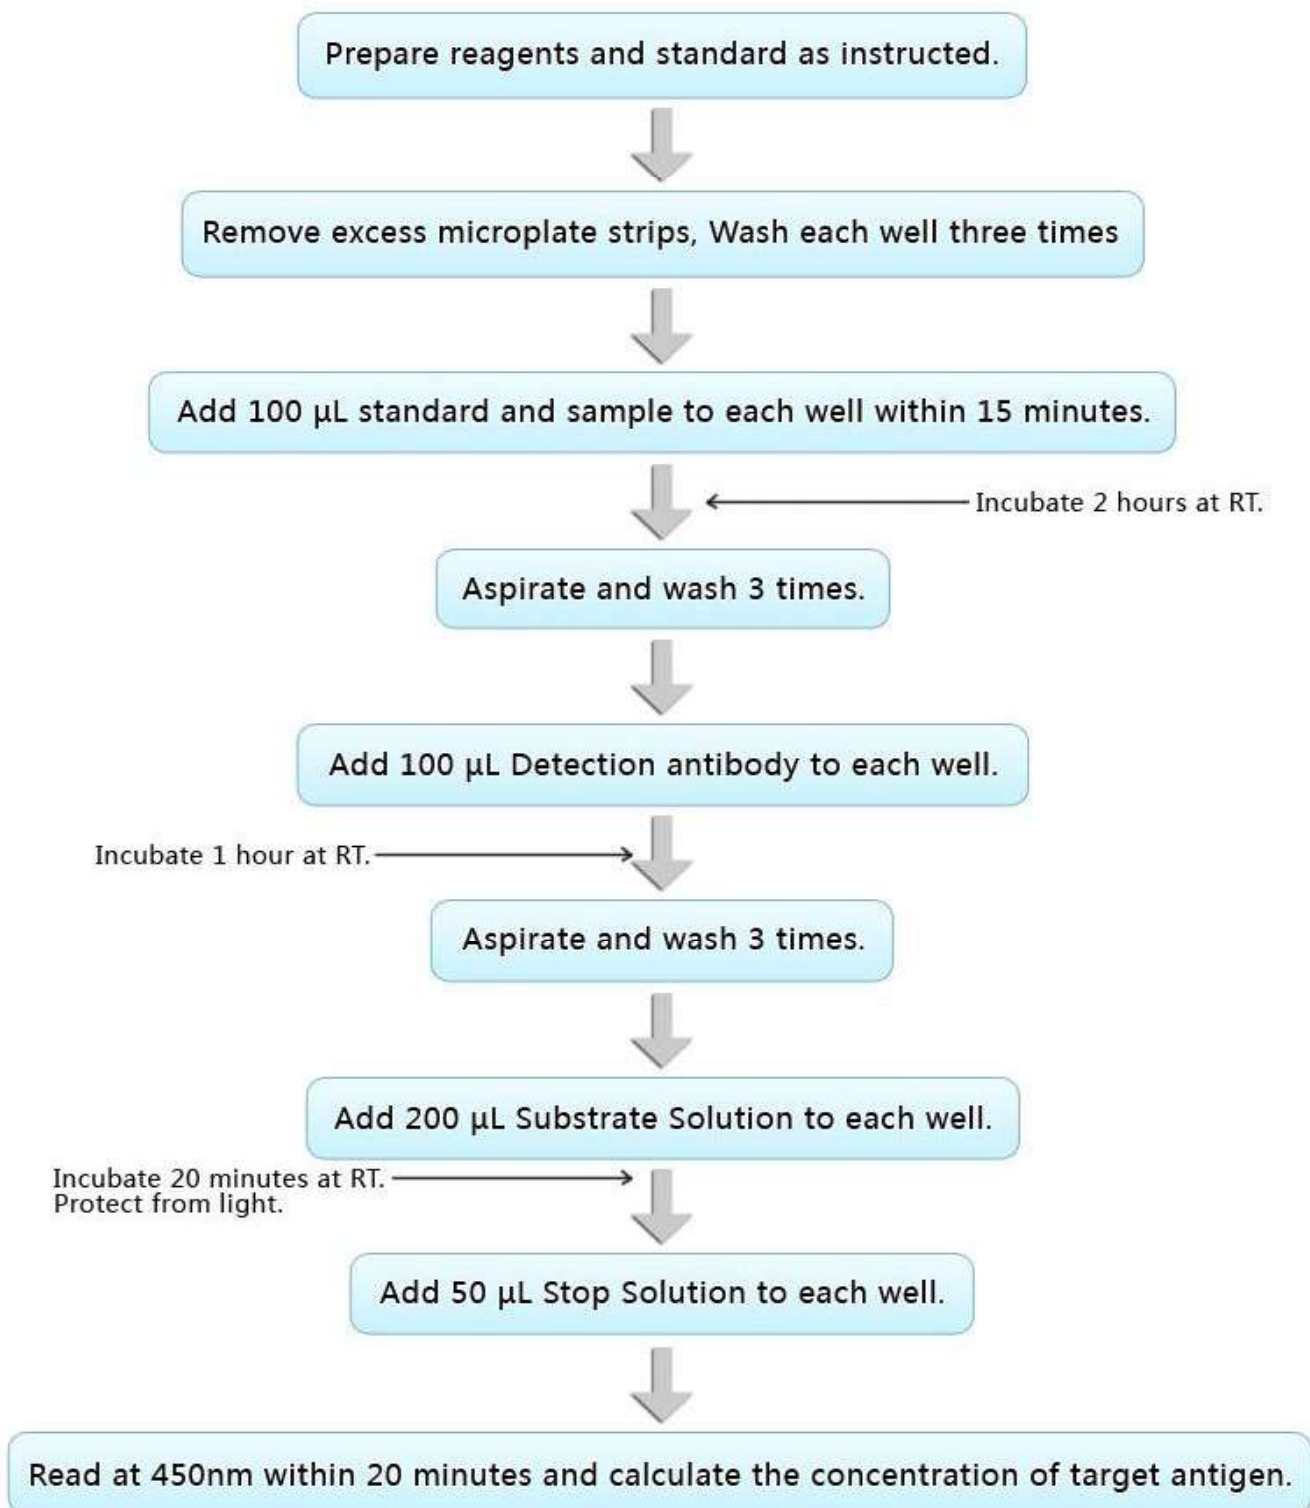 Prepare reagents and standard as instructed.
Remove excess microplate strips, Wash each well three times
Add 100 μL standard and sample to each well within 15 minutes.
Incubate 2 hours at RT.
Aspirate and wash 3 times.
Add 100 μL Detection antibody to each well.
Incubate 1 hour at RT.
Aspirate and wash 3 times.
Add 200 μL Substrate Solution to each well.
Incubate 20 minutes at RT.
Protect from light.
Add 50 μL Stop Solution to each well.
Read at 450nm within 20 minutes and calculate the concentration of target antigen.